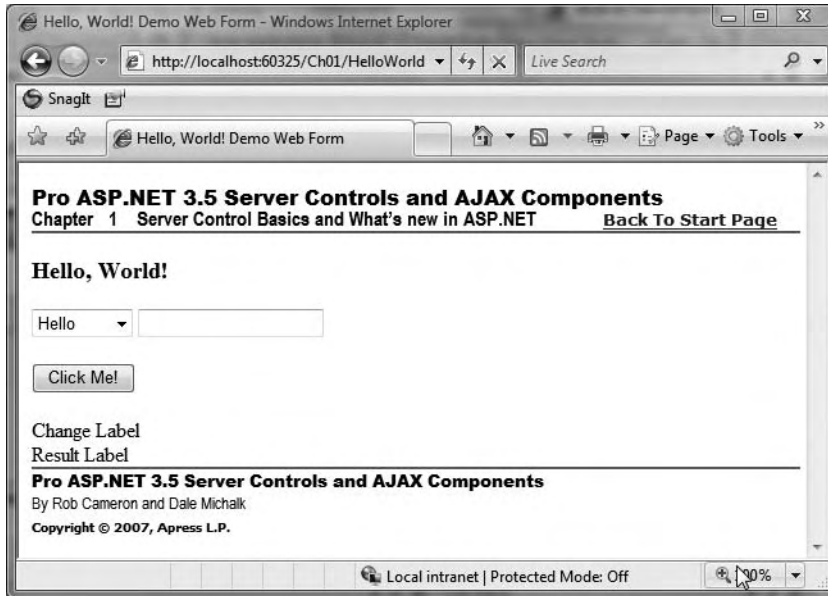 Hello, World! Demo Web Form - Windows Internet Explorer
http://localhost:60325/Ch01/HelloWorld
Live Search
SnagIt
Hello, World! Demo Web Form
Page
Tools
Pro ASP.NET 3.5 Server Controls and AJAX Components
Chapter 1 Server Control Basics and What's new in ASP.NET Back To Start Page
Hello, World!
Hello
Click Me!
Change Label
Result Label
Pro ASP.NET 3.5 Server Controls and AJAX Components
By Rob Cameron and Dale Michalk
Copyright © 2007, Apress L.P.
Local intranet | Protected Mode: Off